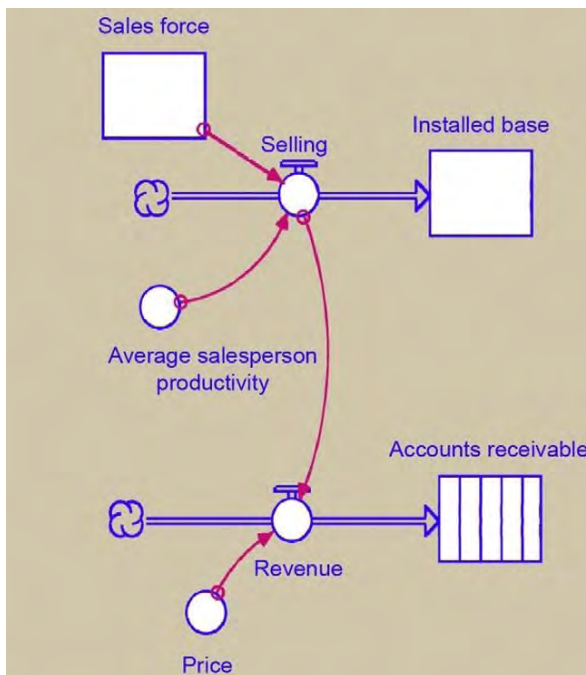 Sales force
Selling
Installed base
Average salesperson
productivity
Accounts receivable
Revenue
Price